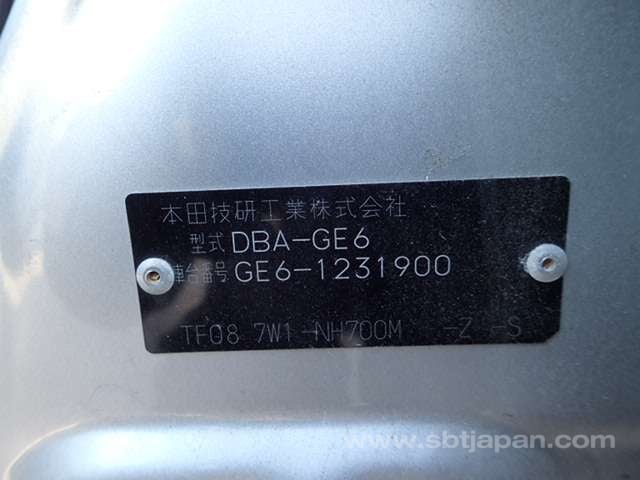 本田技研工業株式会社
型式 DBA-GE6
車台番号 GE6-1231900
TF08 7W1 NH700M -Z -S
www.sbtjapan.com